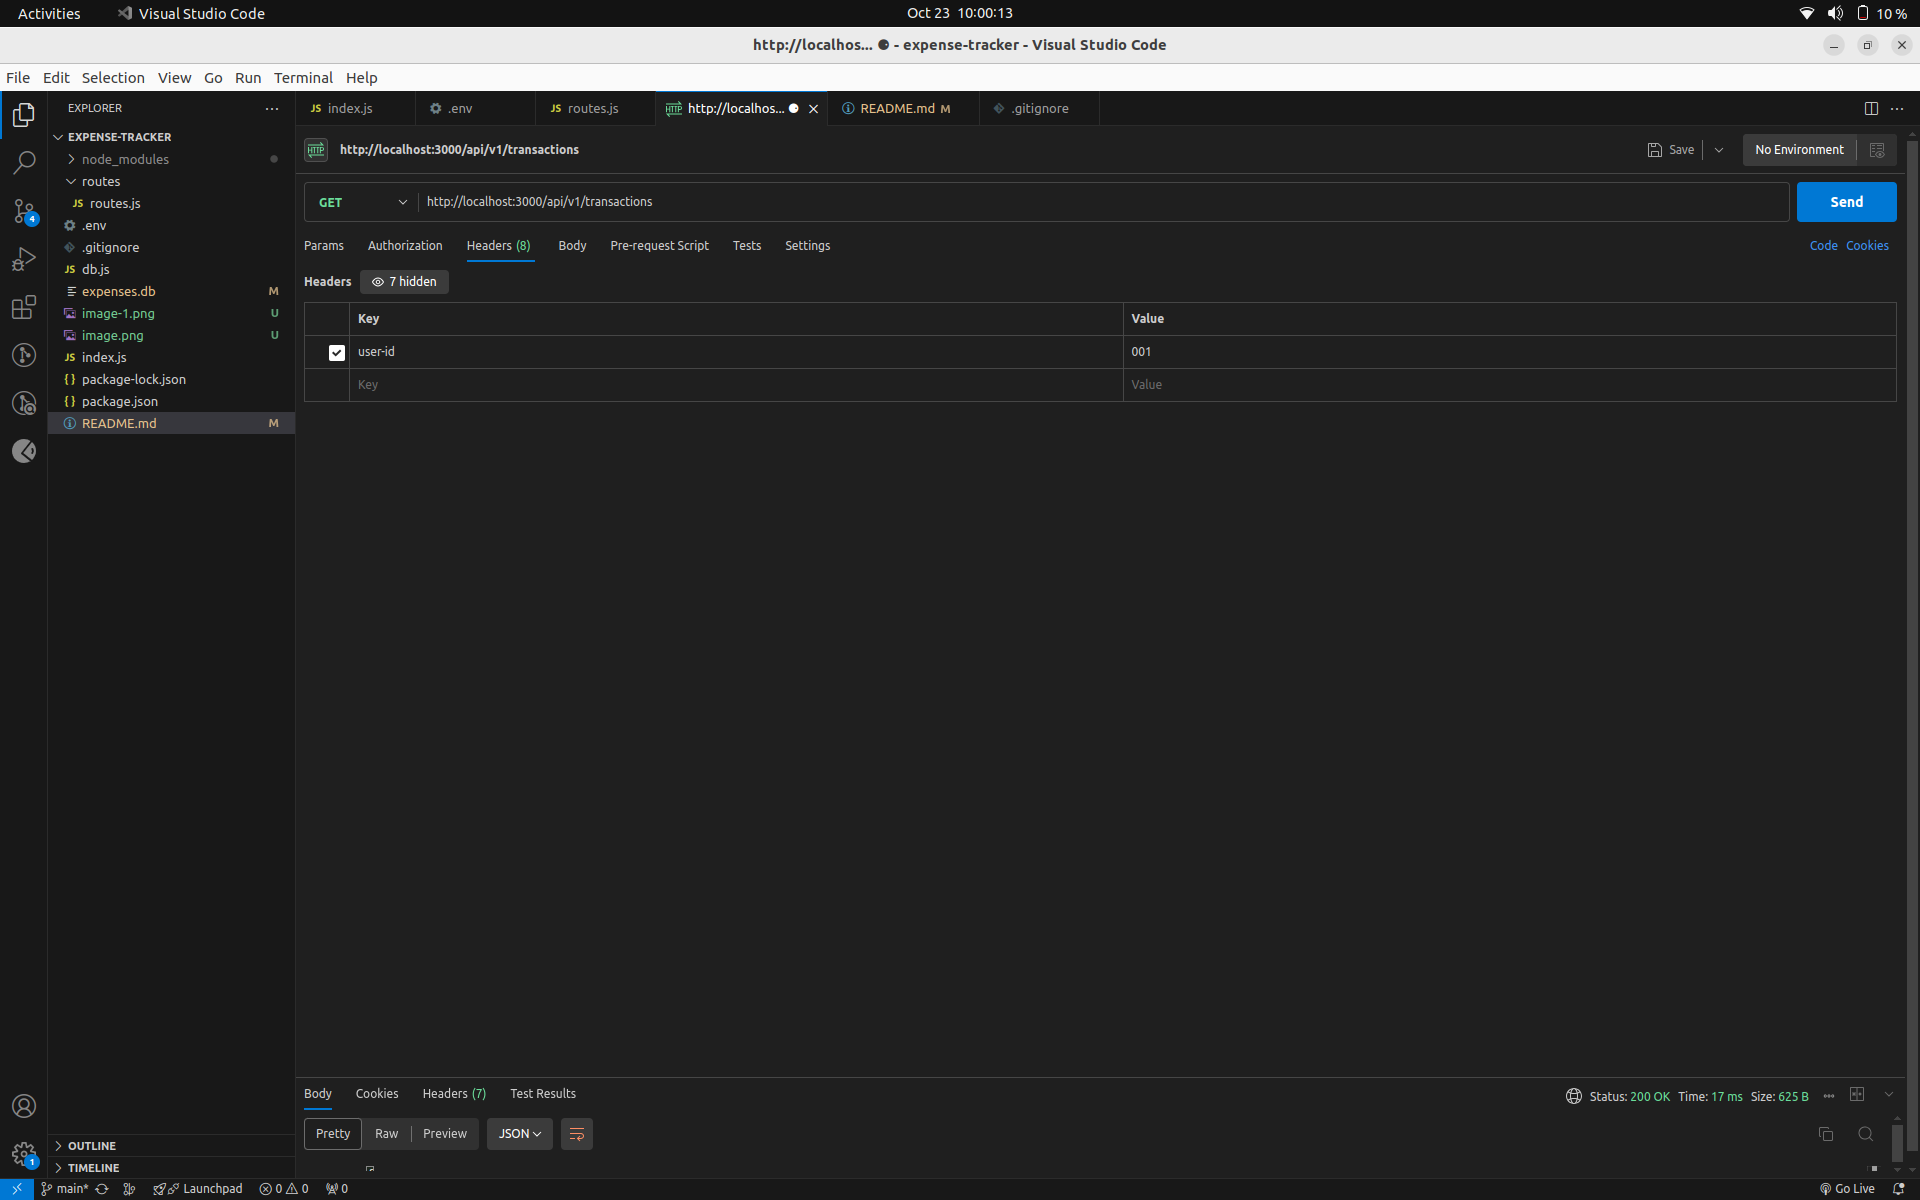 Activities
Visual Studio Code
Oct 23 10:00:13
10 %
http://localhos... ● - expense-tracker - Visual Studio Code
File Edit Selection View Go Run Terminal Help
EXPLORER
EXPENSE-TRACKER
node_modules
routes
JS routes.js
.env
.gitignore
JS db.js
expenses.db M
image-1.png U
image.png U
JS index.js
{} package-lock.json
{} package.json
README.md M
OUTLINE
TIMELINE
4
1
JS index.js
.env
JS routes.js
HTTP http://localhos...
README.md M
.gitignore
HTTP http://localhost:3000/api/v1/transactions
Save
No Environment
GET http://localhost:3000/api/v1/transactions
Send
Params Authorization Headers (8) Body Pre-request Script Tests Settings
Code Cookies
Headers 7 hidden
Key Value
user-id 001
Key Value
Body Cookies Headers (7) Test Results
Status: 200 OK Time: 17 ms Size: 625 B
Pretty Raw Preview JSON
main* Launchpad 0 0 0
Go Live